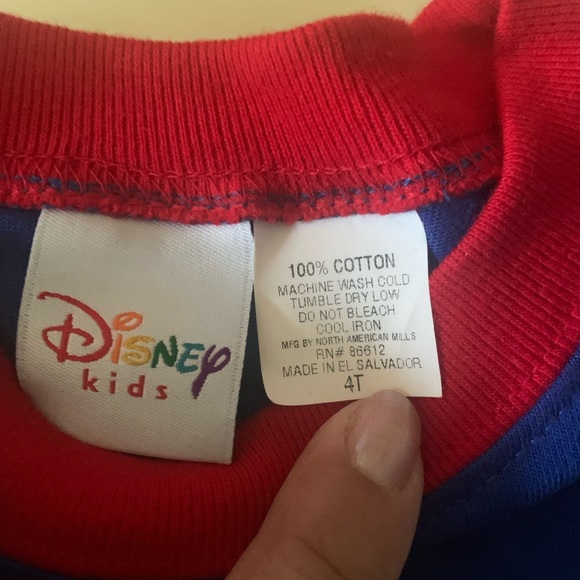 Disney
kids
100% COTTON
MACHINE WASH COLD
TUMBLE DRY LOW
DO NOT BLEACH
COOL IRON
MFG BY NORTH AMERICAN MILLS
RN# 86612
MADE IN EL SALVADOR
4T